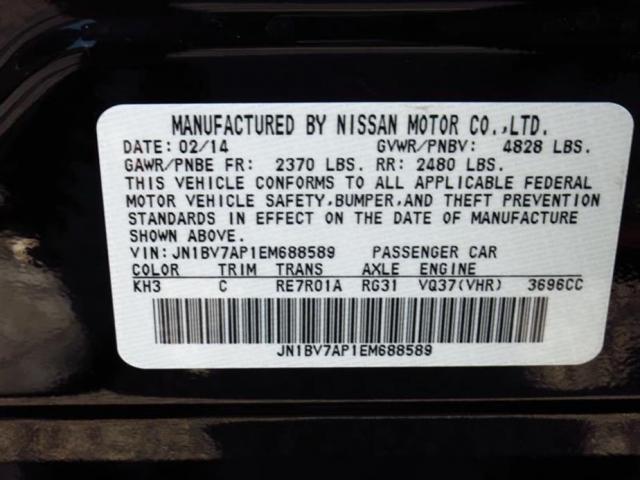 MANUFACTURED BY NISSAN MOTOR CO.,LTD.
DATE: 02/14 GVWR/PNBV: 4828 LBS.
GAWR/PNBE FR: 2370 LBS. RR: 2480 LBS.
THIS VEHICLE CONFORMS TO ALL APPLICABLE FEDERAL
MOTOR VEHICLE SAFETY,BUMPER,AND THEFT PREVENTION
STANDARDS IN EFFECT ON THE DATE OF MANUFACTURE
SHOWN ABOVE.
VIN:JN1BV7AP1EM688589 PASSENGER CAR
COLOR TRIM TRANS AXLE ENGINE
KH3 C RE7R01A RG31 VQ37(VHR) 3696CC
JN1BV7AP1EM688589